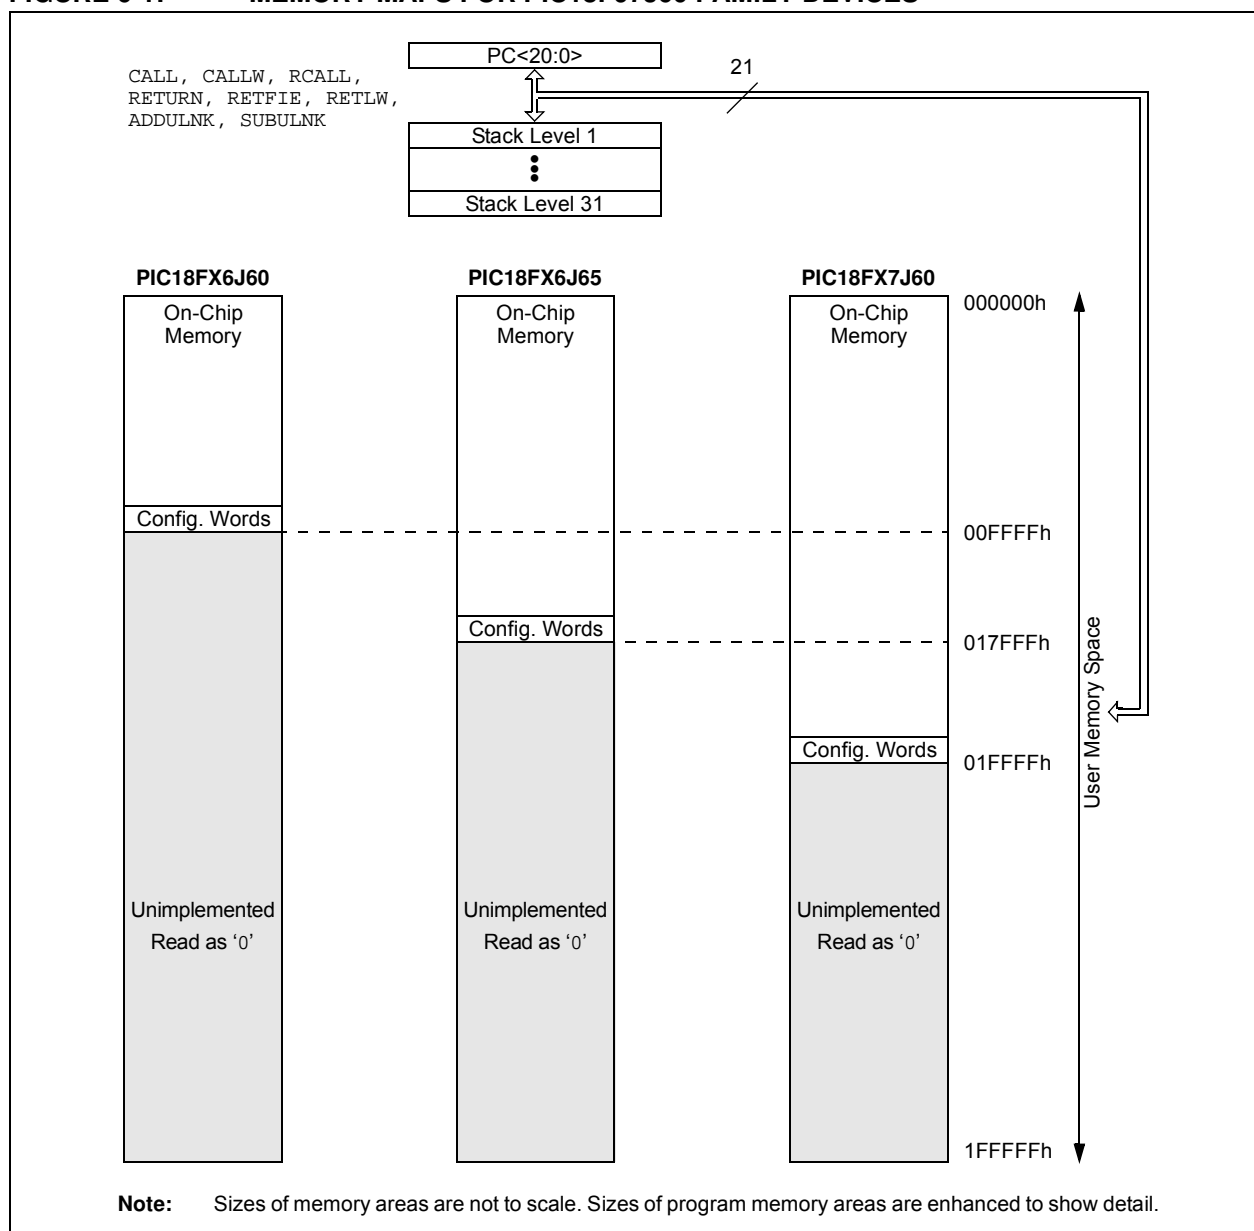 PC<20:0>
21
CALL, CALLW, RCALL,
RETURN, RETFIE, RETLW,
ADDULNK, SUBULNK
Stack Level 1
Stack Level 31
PIC18FX6J60
PIC18FX6J65
PIC18FX7J60
On-Chip
Memory
On-Chip
Memory
On-Chip
Memory
000000h
Config. Words
00FFFFh
Config. Words
017FFFh
Config. Words
01FFFFh
User Memory Space
Unimplemented
Read as ‘0’
Unimplemented
Read as ‘0’
Unimplemented
Read as ‘0’
1FFFFFh
Note: Sizes of memory areas are not to scale. Sizes of program memory areas are enhanced to show detail.